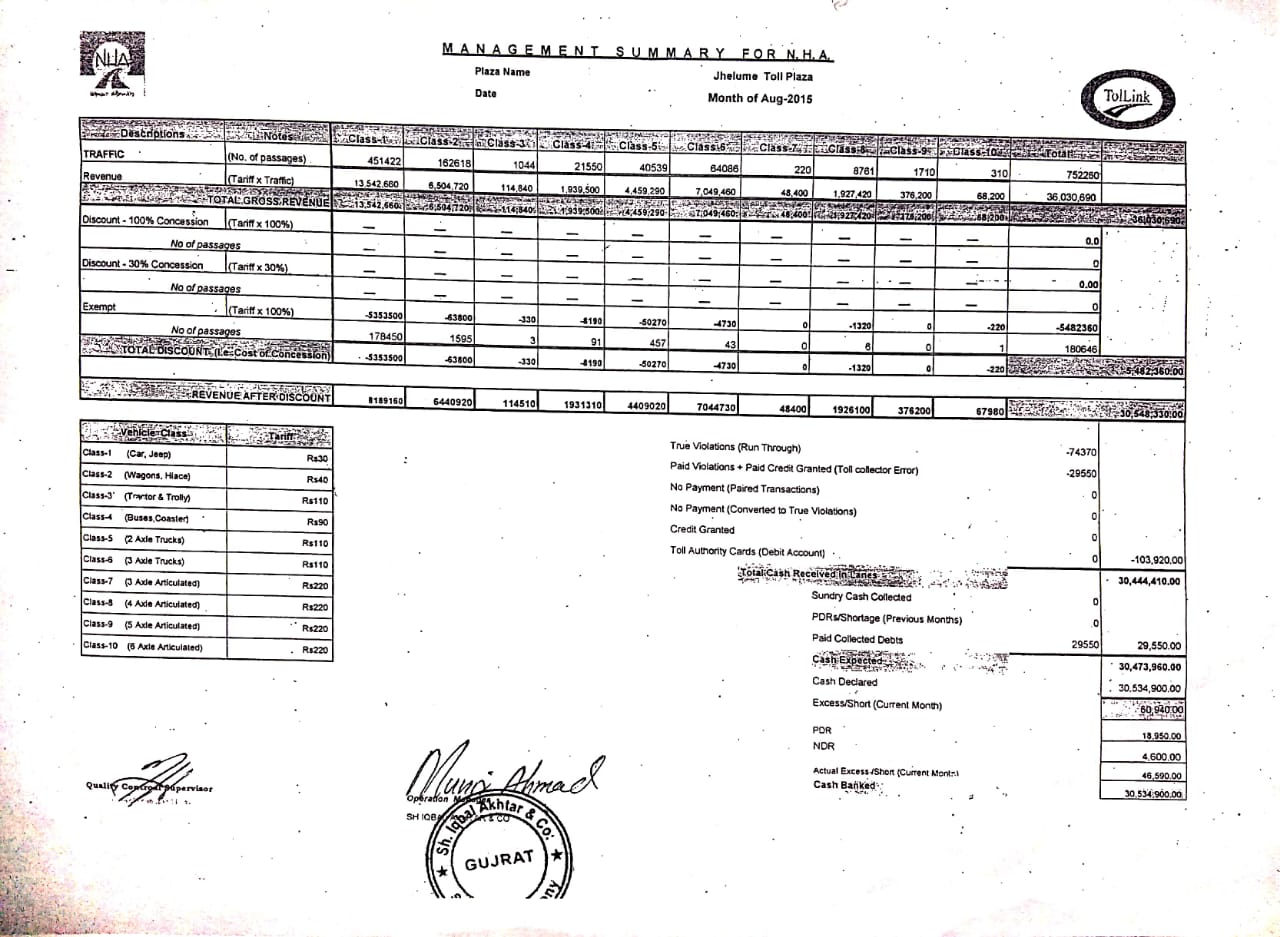 NHA
MANAGEMENT SUMMARY FOR N.H.A.
Plaza Name Jhelume Toll Plaza
Date Month of Aug-2015
TolLink
Descriptions Notes Class-1 Class-2 Class-3 Class-4 Class-5 Class-6 Class-7 Class-8 Class-9 Class-10 Total
TRAFFIC (No. of passages) 451422 162618 1044 21550 40539 64086 220 8761 1710 310 752260
Revenue (Tariff x Traffic) 13,542,660 6,504,720 114,840 1,939,500 4,459,290 7,049,460 48,400 1,927,420 376,200 68,200 36,030,690
TOTAL GROSS REVENUE 13,542,660 6,504,720 114,840 1,939,500 4,459,290 7,049,460 48,400 1,927,420 376,200 68,200 36,030,690
Discount - 100% Concession (Tariff x 100%) — — — — — — — — — — 0.0
No of passages — — — — — — — — — — 0
Discount - 30% Concession (Tariff x 30%) — — — — — — — — — — 0.00
No of passages — — — — — — — — — — 0
Exempt (Tariff x 100%) -5353500 -63800 -330 -8190 -50270 -4730 0 -1320 0 -220 -5482360
No of passages 178450 1595 3 91 457 43 0 6 0 1 180646
TOTAL DISCOUNT (i.e. Cost of Concession) -5353500 -63800 -330 -8190 -50270 -4730 0 -1320 0 -220 -5,482,360.00
REVENUE AFTER DISCOUNT 8189160 6440920 114510 1931310 4409020 7044730 48400 1926100 376200 67980 30,548,330.00
Vehicle Class Tariff
Class-1 (Car, Jeep) Rs30
Class-2 (Wagons, Hiace) Rs40
Class-3 (Tractor & Trolly) Rs110
Class-4 (Buses,Coaster) Rs90
Class-5 (2 Axle Trucks) Rs110
Class-6 (3 Axle Trucks) Rs110
Class-7 (3 Axle Articulated) Rs220
Class-8 (4 Axle Articulated) Rs220
Class-9 (5 Axle Articulated) Rs220
Class-10 (6 Axle Articulated) Rs220
True Violations (Run Through) -74370
Paid Violations + Paid Credit Granted (Toll collector Error) -29550
No Payment (Paired Transactions) 0
No Payment (Converted to True Violations) 0
Credit Granted 0
Toll Authority Cards (Debit Account) 0 -103,920.00
Total Cash Received in Lanes 30,444,410.00
Sundry Cash Collected 0
PDRs/Shortage (Previous Months) 0
Paid Collected Debts 29550 29,550.00
Cash Expected 30,473,960.00
Cash Declared 30,534,900.00
Excess/Short (Current Month) 60,940.00
PDR 18,950.00
NDR 4,600.00
Actual Excess /Short (Current Month) 46,590.00
Cash Banked 30,534,900.00
Quality Control Supervisor
Operation Manager
SH IQBAL & CO
Sh. Iqbal Akhtar & Co:
GUJRAT